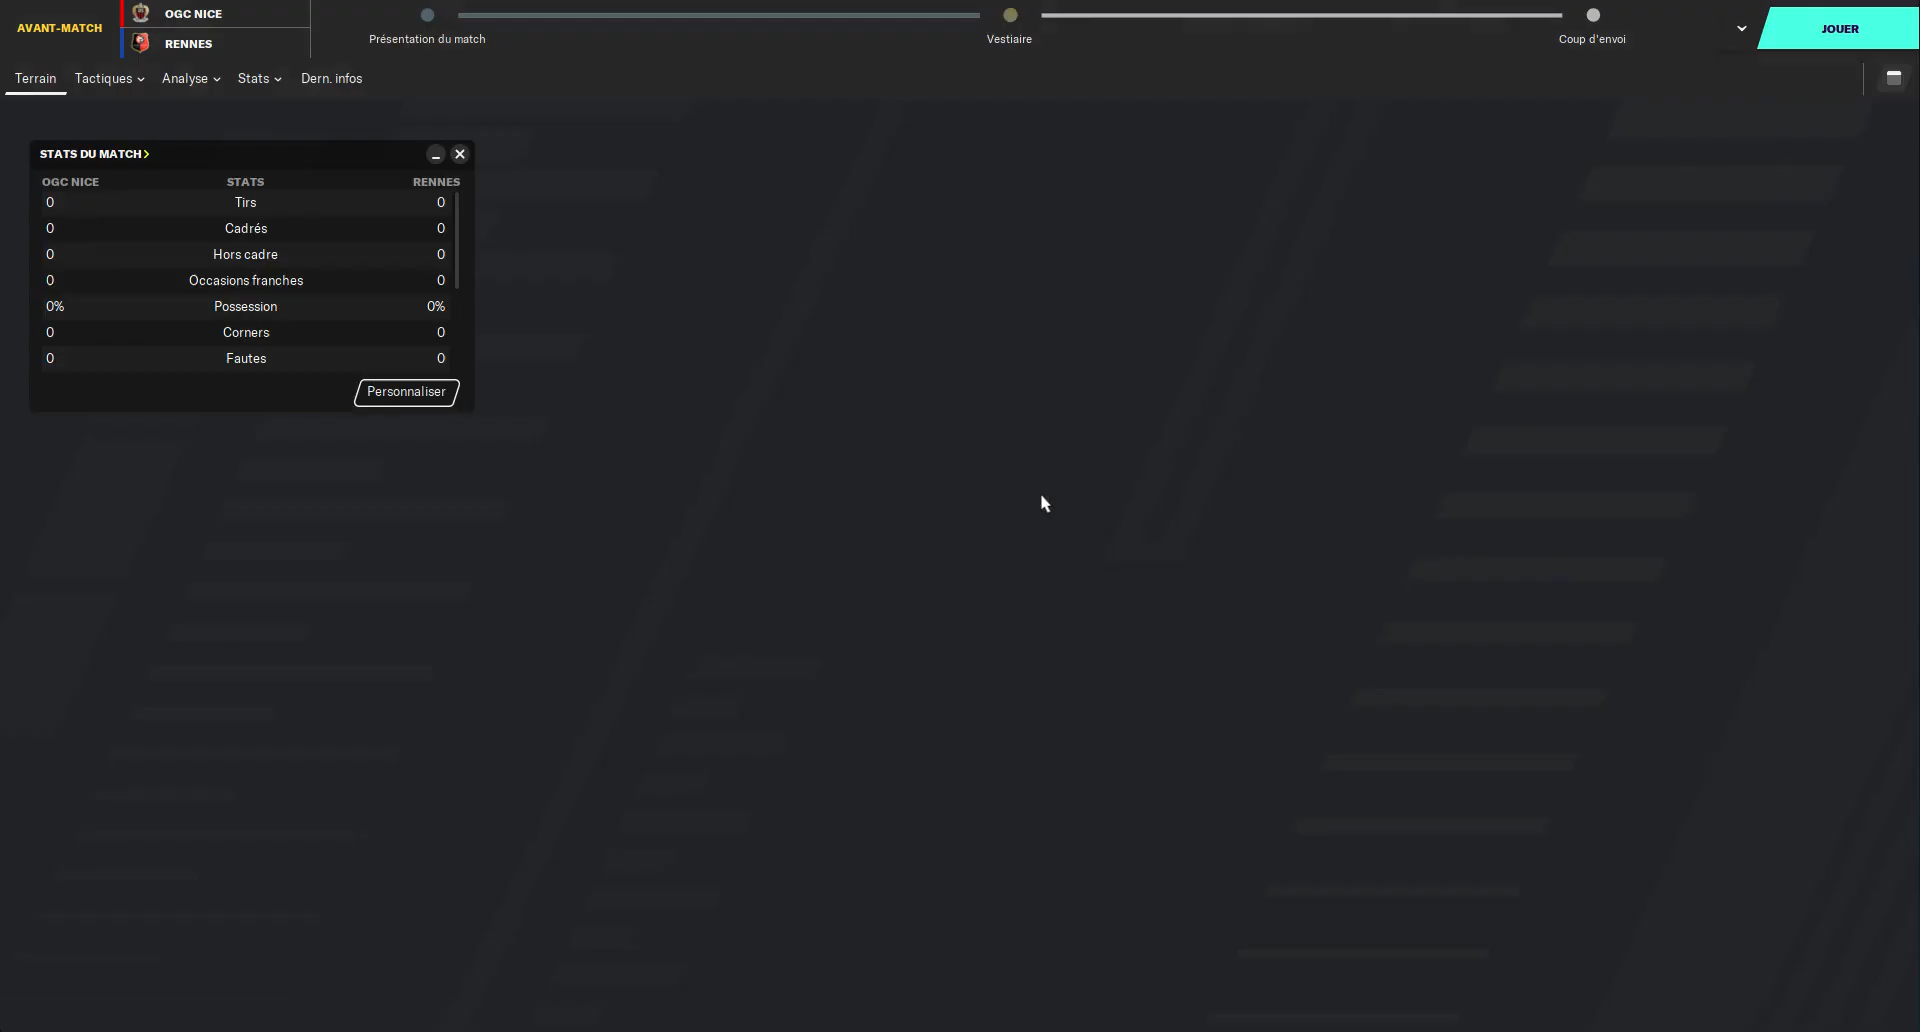 AVANT-MATCH
OGC NICE
RENNES
Présentation du match
Vestiaire
Coup d'envoi
JOUER
Terrain Tactiques Analyse Stats Dern. infos
STATS DU MATCH
OGC NICE STATS RENNES
0 Tirs 0
0 Cadrés 0
0 Hors cadre 0
0 Occasions franches 0
0% Possession 0%
0 Corners 0
0 Fautes 0
Personnaliser